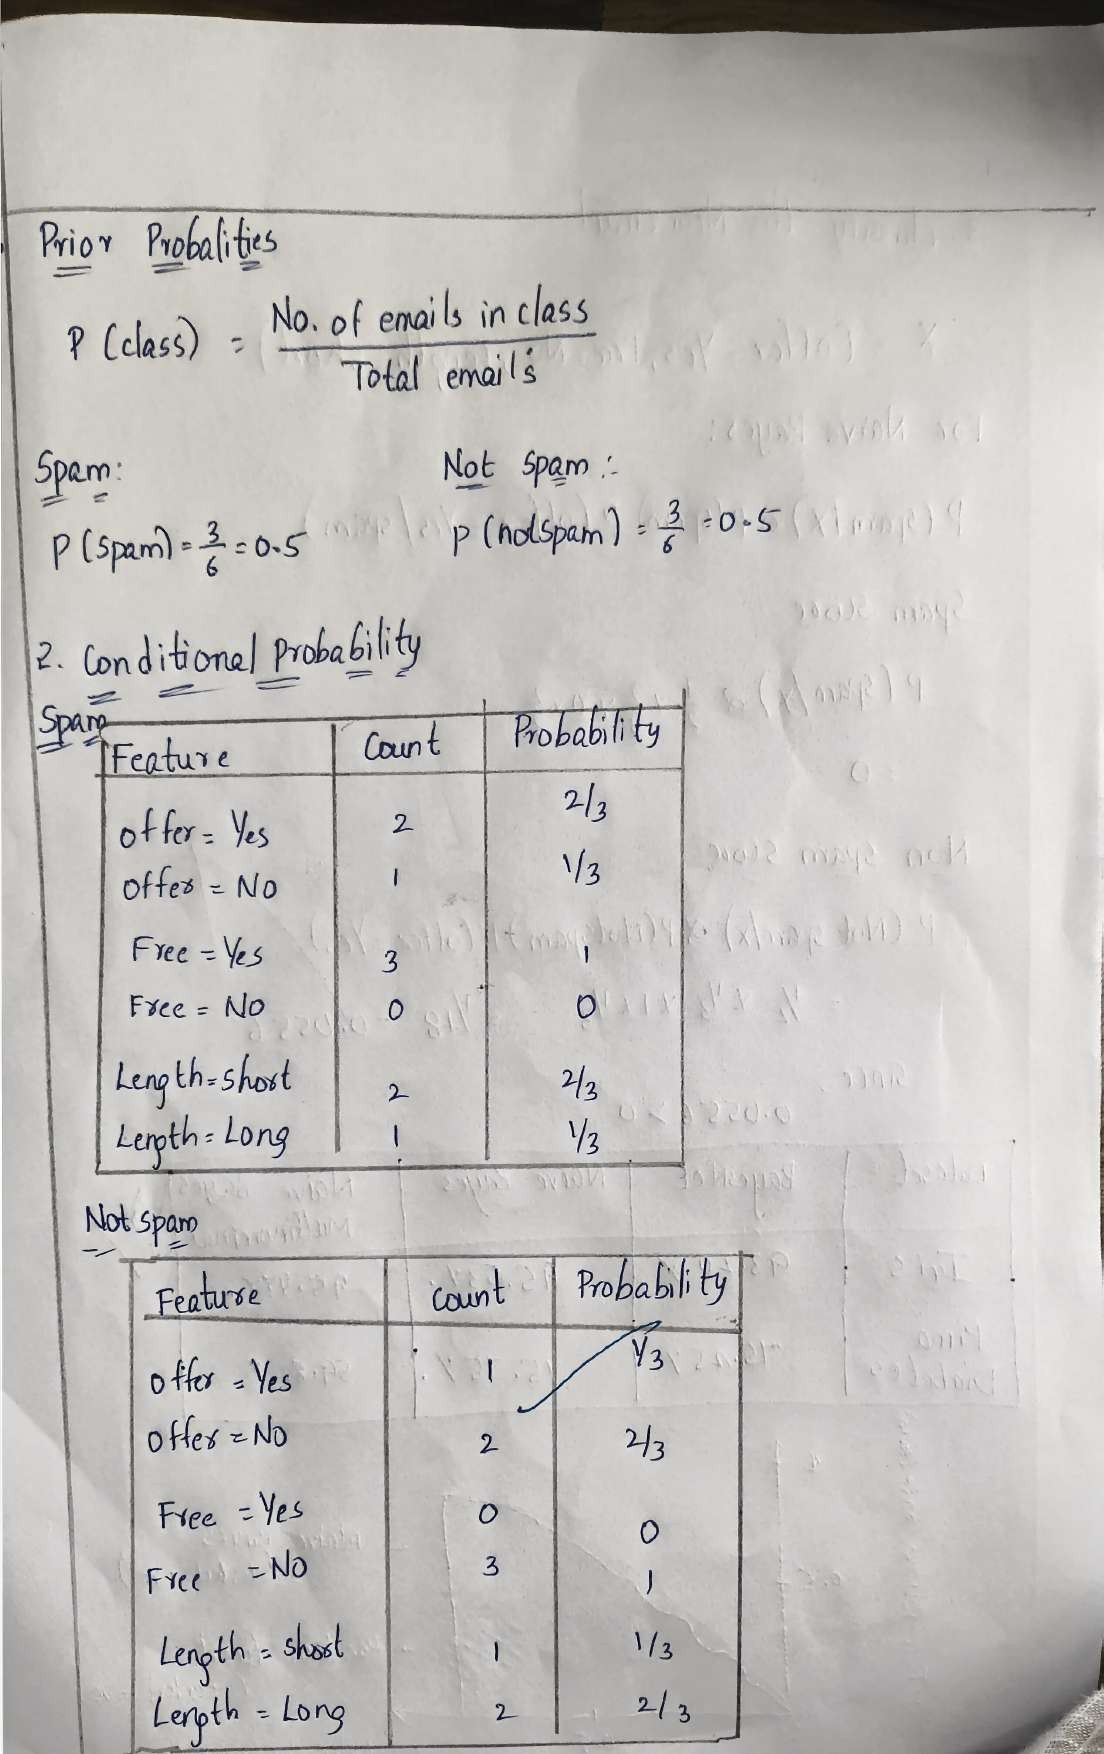 Prior Probalities
P (class) = No. of emails in class
Total emails
Spam: Not Spam :-
P (Spam) = 3/6 = 0.5 P (notspam) = 3/6 = 0.5
2. Conditional Probability
Spam
Feature Count Probability
offer = Yes 2 2/3
Offer = No 1 1/3
Free = Yes 3 1
Free = No 0 0
Length = short 2 2/3
Length = Long 1 1/3
Not spam
Feature Count Probability
offer = Yes 1 1/3
Offer = No 2 2/3
Free = Yes 0 0
Free = No 3 1
Length = short 1 1/3
Length = Long 2 2/3